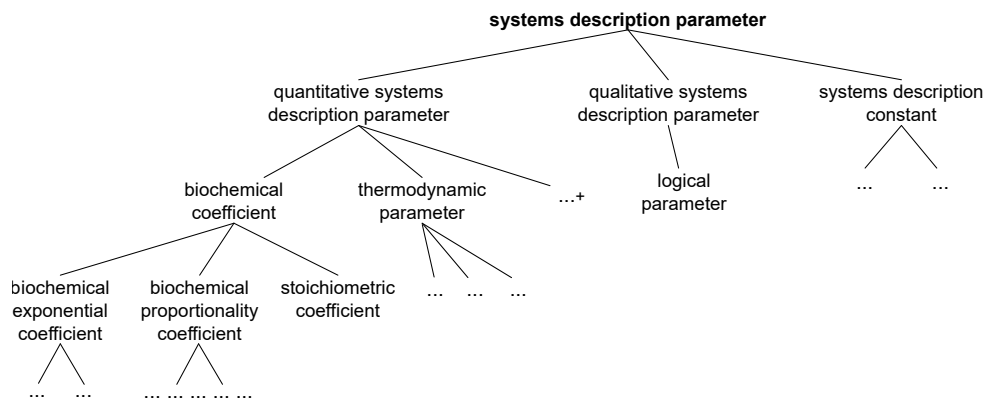 systems description parameter
quantitative systems
description parameter
qualitative systems
description parameter
systems description
constant
biochemical
coefficient
thermodynamic
parameter
...+
logical
parameter
... ...
biochemical
exponential
coefficient
biochemical
proportionality
coefficient
stoichiometric
coefficient
... ... ...
... ...
... ... ... ... ...